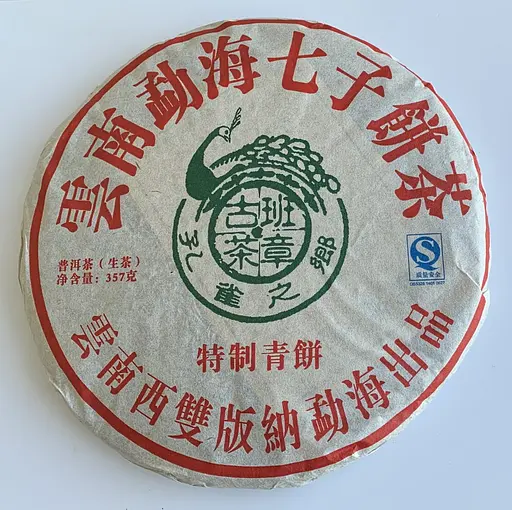 雲南勐海七子餅茶
班章
古茶
孔雀之鄉
普洱茶（生茶）
净含量：357克
質量安全
特制青餅
雲南西雙版納勐海出品